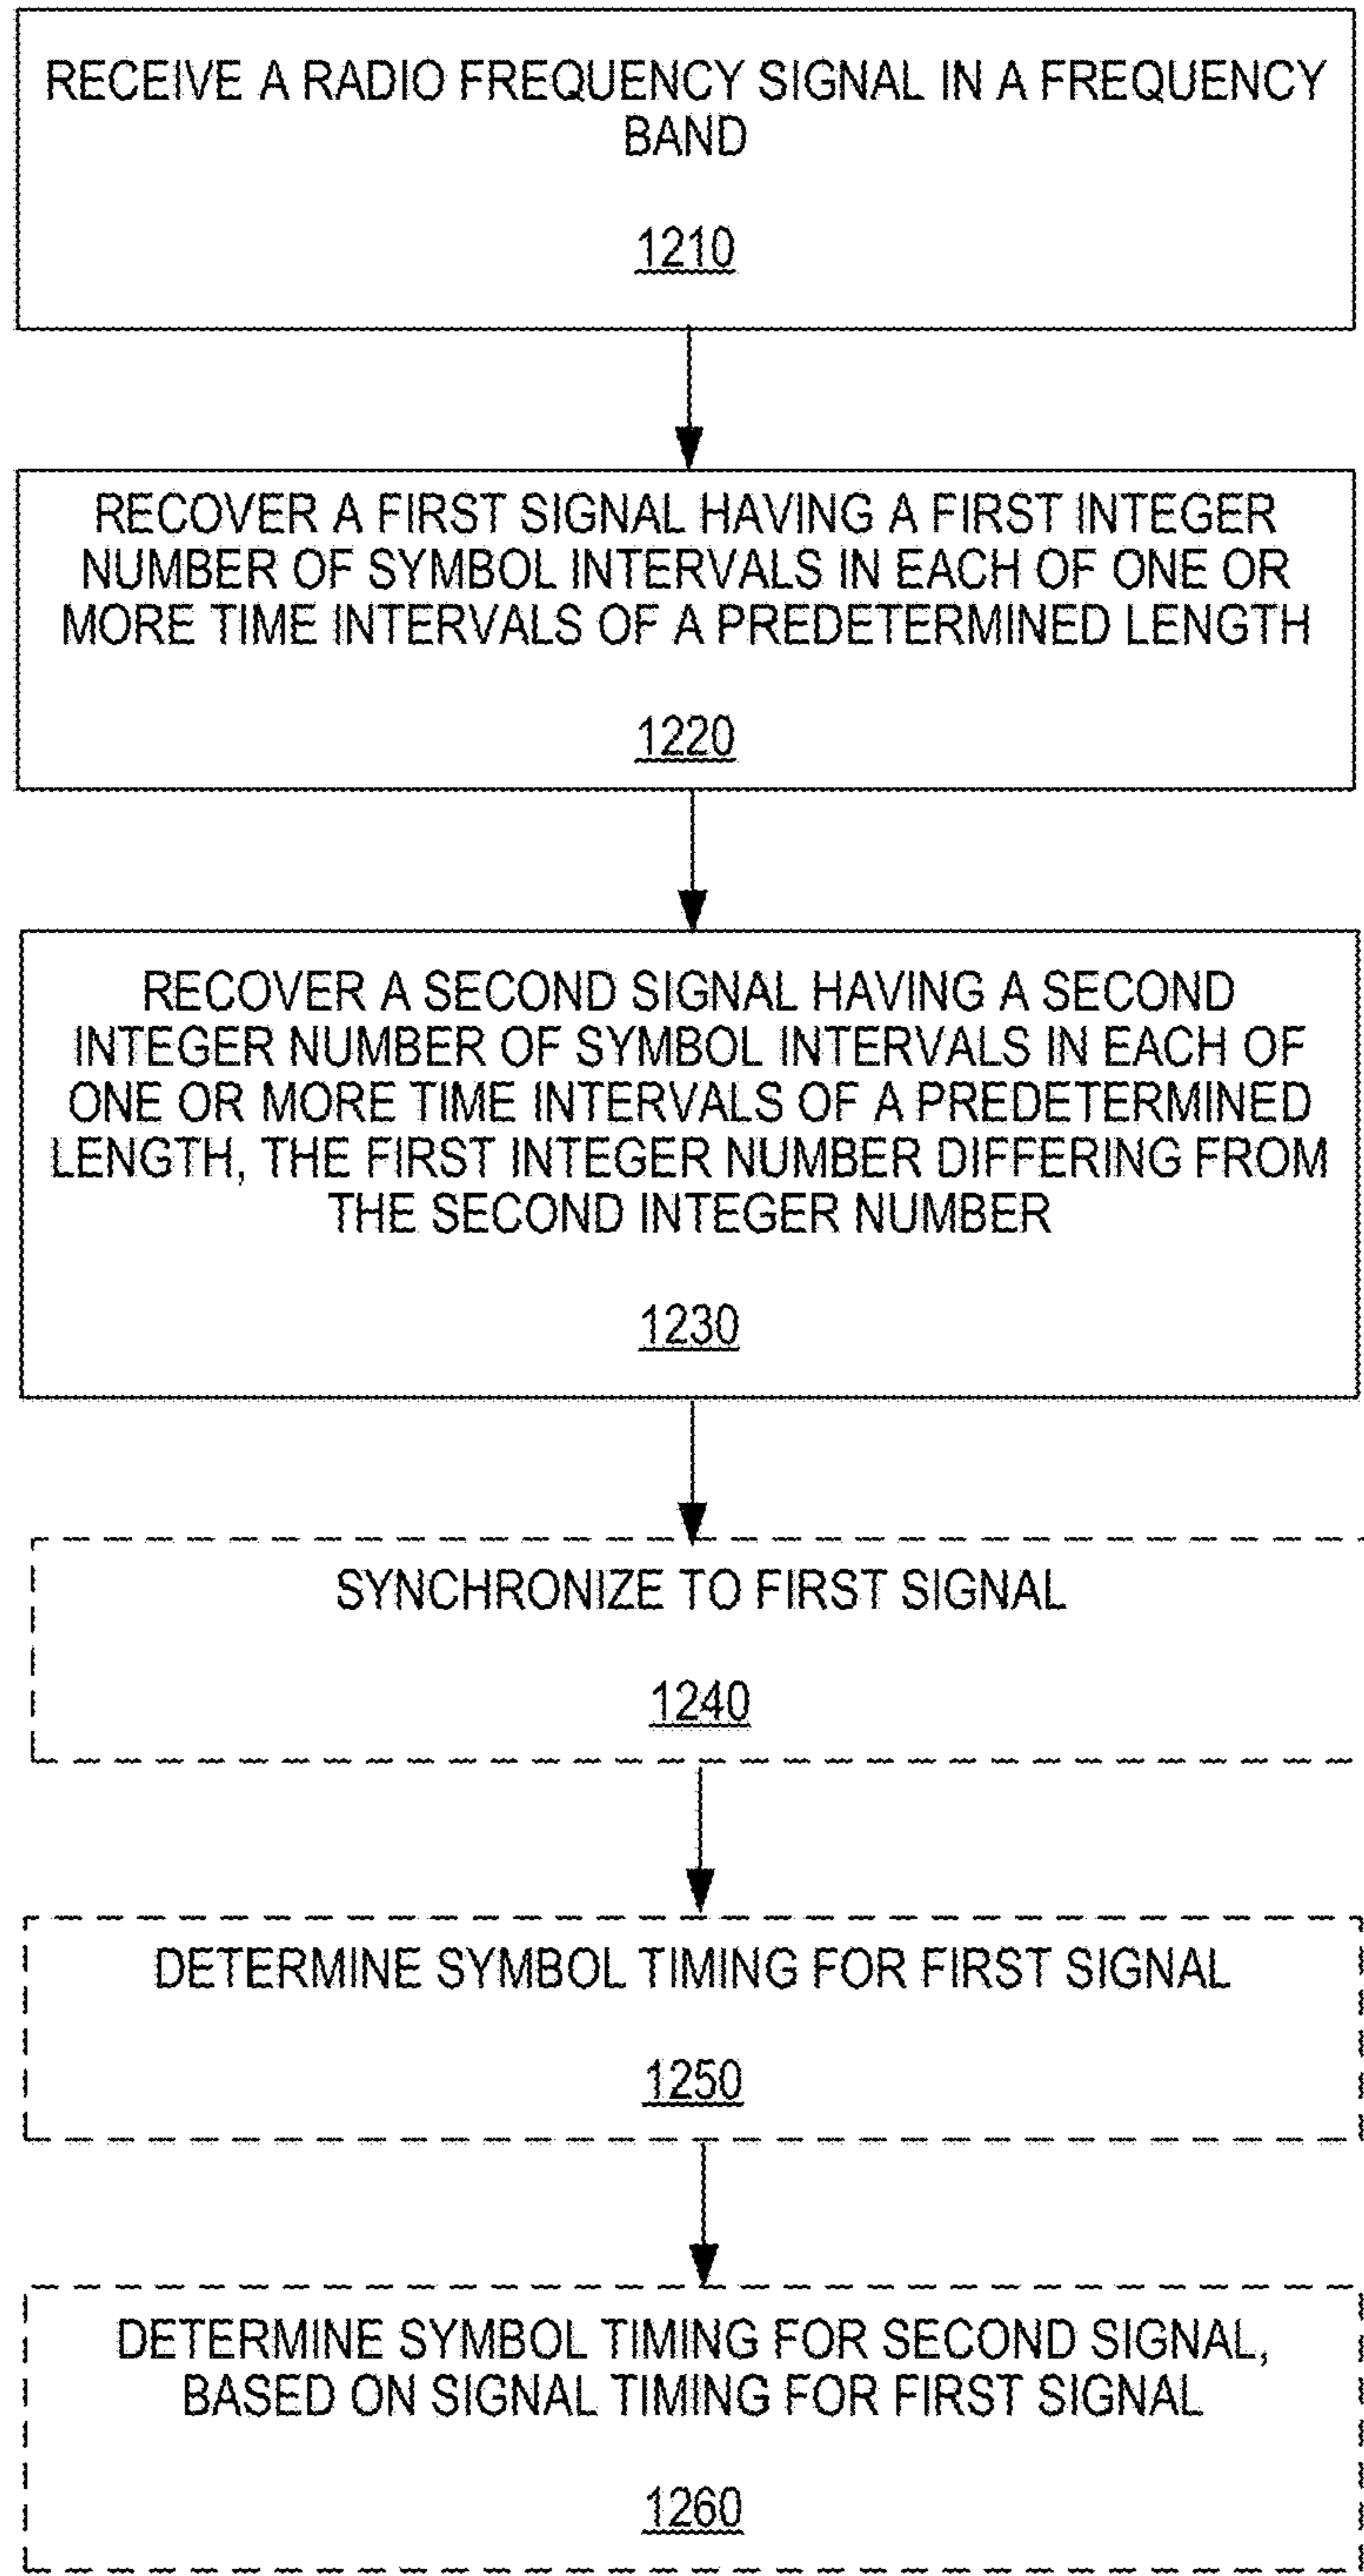 RECEIVE A RADIO FREQUENCY SIGNAL IN A FREQUENCY
BAND
1210
RECOVER A FIRST SIGNAL HAVING A FIRST INTEGER
NUMBER OF SYMBOL INTERVALS IN EACH OF ONE OR
MORE TIME INTERVALS OF A PREDETERMINED LENGTH
1220
RECOVER A SECOND SIGNAL HAVING A SECOND
INTEGER NUMBER OF SYMBOL INTERVALS IN EACH OF
ONE OR MORE TIME INTERVALS OF A PREDETERMINED
LENGTH, THE FIRST INTEGER NUMBER DIFFERING FROM
THE SECOND INTEGER NUMBER
1230
SYNCHRONIZE TO FIRST SIGNAL
1240
DETERMINE SYMBOL TIMING FOR FIRST SIGNAL
1250
DETERMINE SYMBOL TIMING FOR SECOND SIGNAL,
BASED ON SIGNAL TIMING FOR FIRST SIGNAL
1260